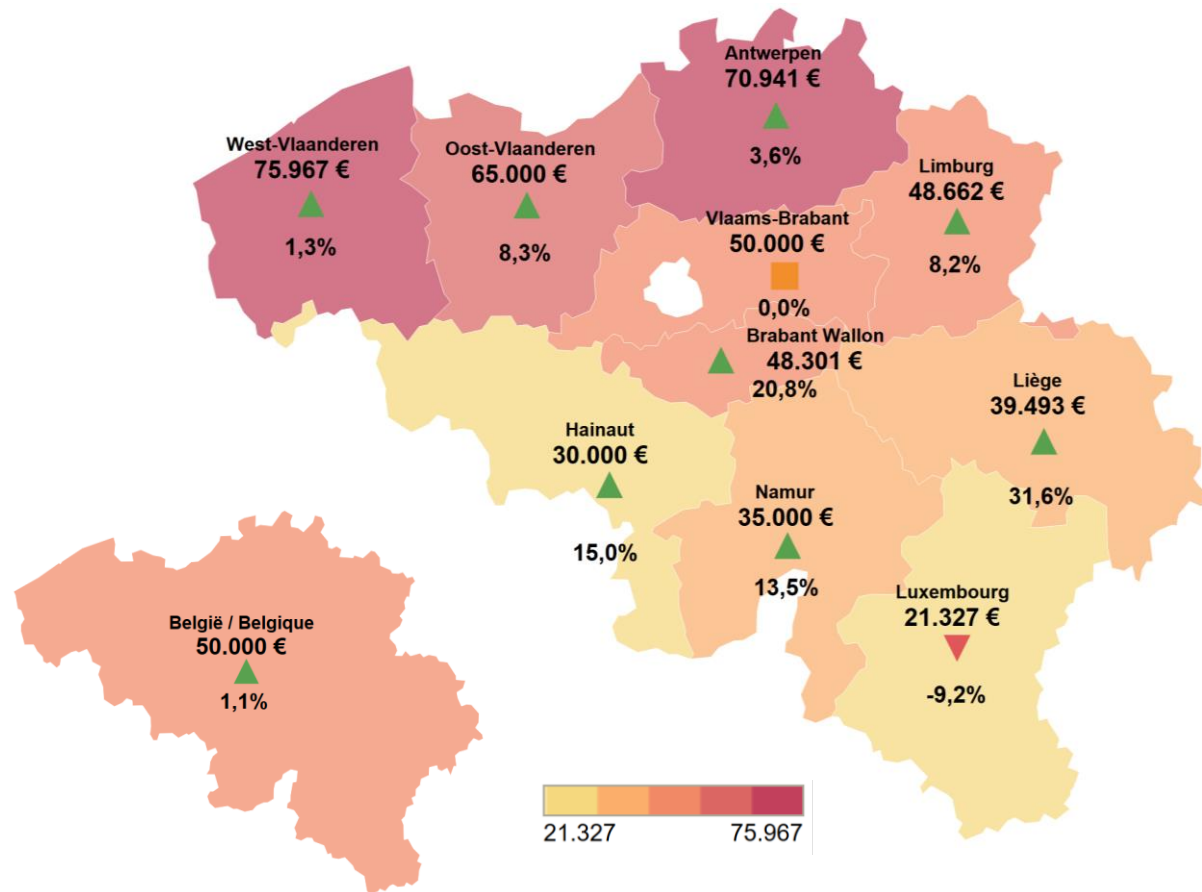 Antwerpen
70.941 €
3,6%
West-Vlaanderen
75.967 €
1,3%
Oost-Vlaanderen
65.000 €
8,3%
Limburg
48.662 €
8,2%
Vlaams-Brabant
50.000 €
0,0%
Brabant Wallon
48.301 €
20,8%
Liège
39.493 €
31,6%
Hainaut
30.000 €
15,0%
Namur
35.000 €
13,5%
Luxembourg
21.327 €
-9,2%
België / Belgique
50.000 €
1,1%
21.327 75.967